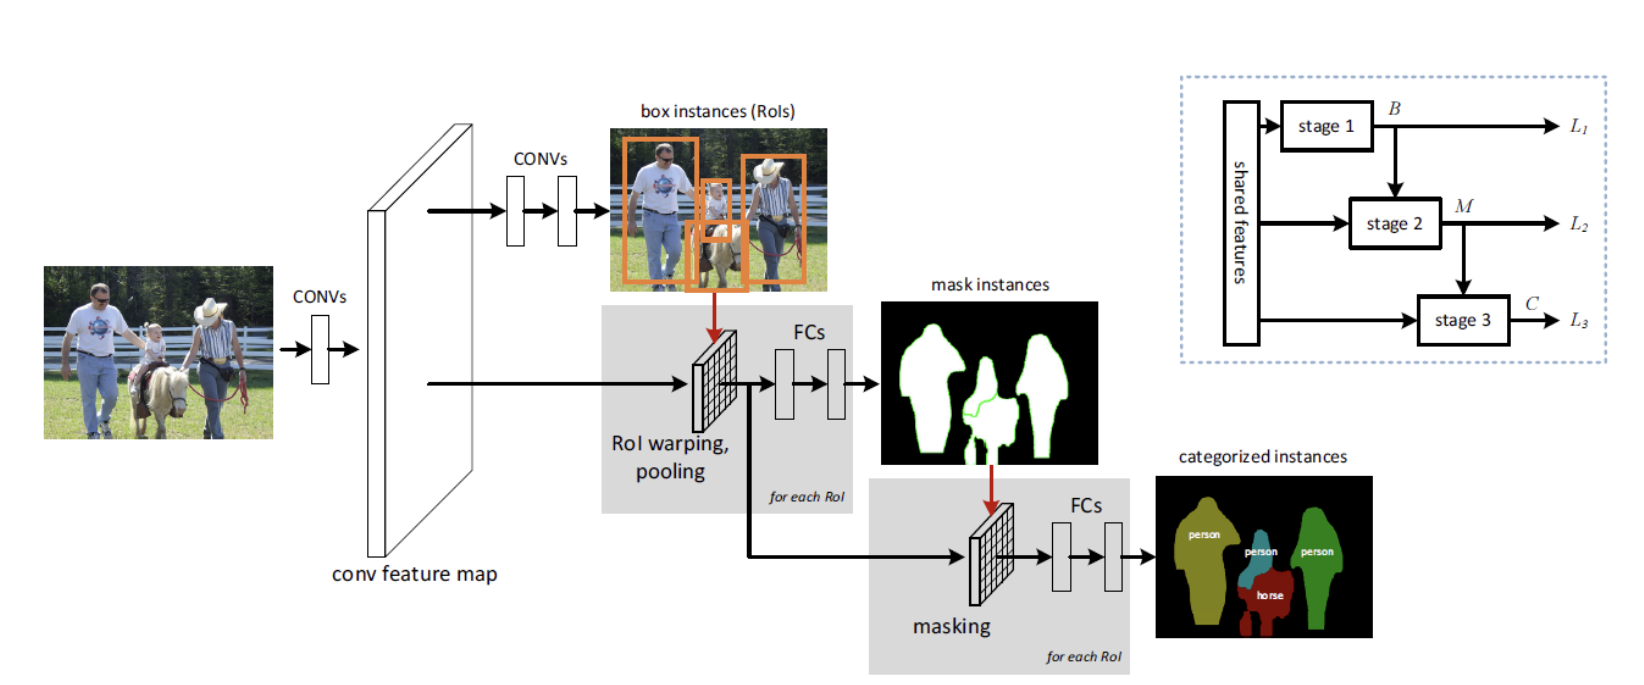 box instances (RoIs)
CONVs
CONVs
conv feature map
mask instances
FCs
RoI warping,
pooling
for each RoI
categorized instances
FCs
masking
for each RoI
person
person
person
horse
shared features
stage 1
B
L₁
stage 2
M
L₂
stage 3
C
L₃